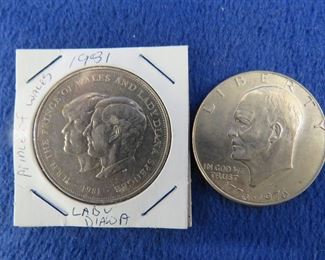 1981
PRINCE OF WALES
H.R.H. THE PRINCE OF WALES AND LADY DIANA SPENCER
1981
LADY
DIANA
LIBERTY
IN GOD WE
TRUST
1776-1976